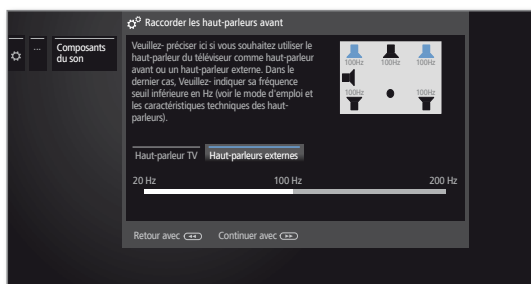 Raccorder les haut-parleurs avant
...
Composants
du son
Veuillez- préciser ici si vous souhaitez utiliser le
haut-parleur du téléviseur comme haut-parleur
avant ou un haut-parleur externe. Dans le
dernier cas, Veuillez- indiquer sa fréquence
seuil inférieure en Hz (voir le mode d'emploi et
les caractéristiques techniques des haut-
parleurs).
100Hz 100Hz 100Hz
100Hz 100Hz
Haut-parleur TV Haut-parleurs externes
20 Hz 100 Hz 200 Hz
Retour avec Continuer avec